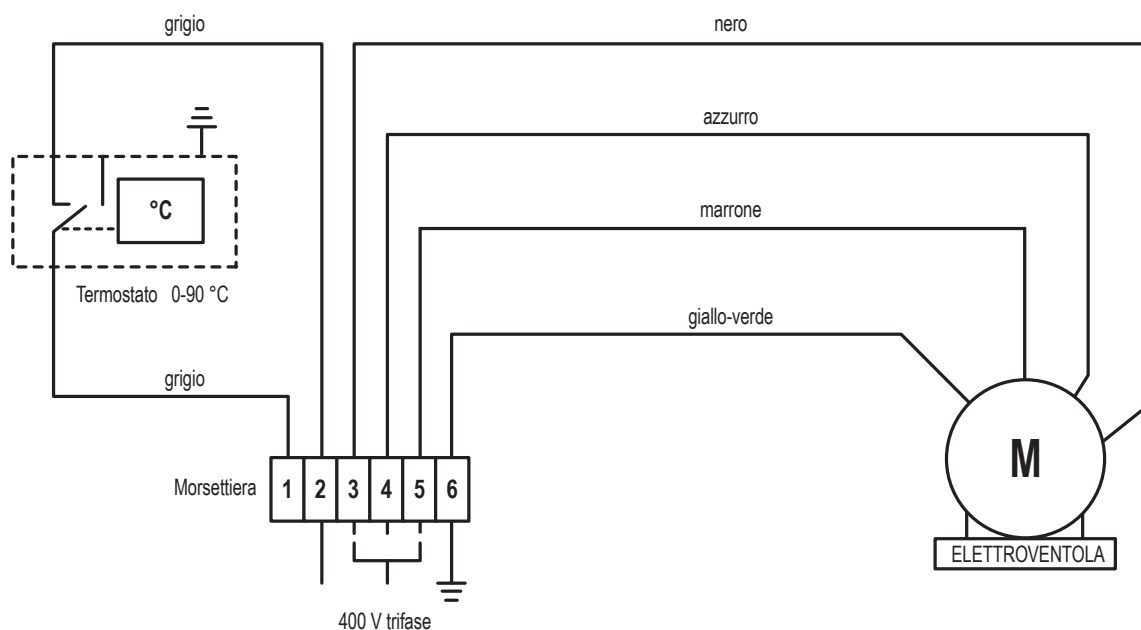 grigio
nero
azzurro
°C
marrone
Termostato 0-90 °C
giallo-verde
grigio
M
Morsettiera
1 2 3 4 5 6
ELETTROVENTOLA
400 V trifase